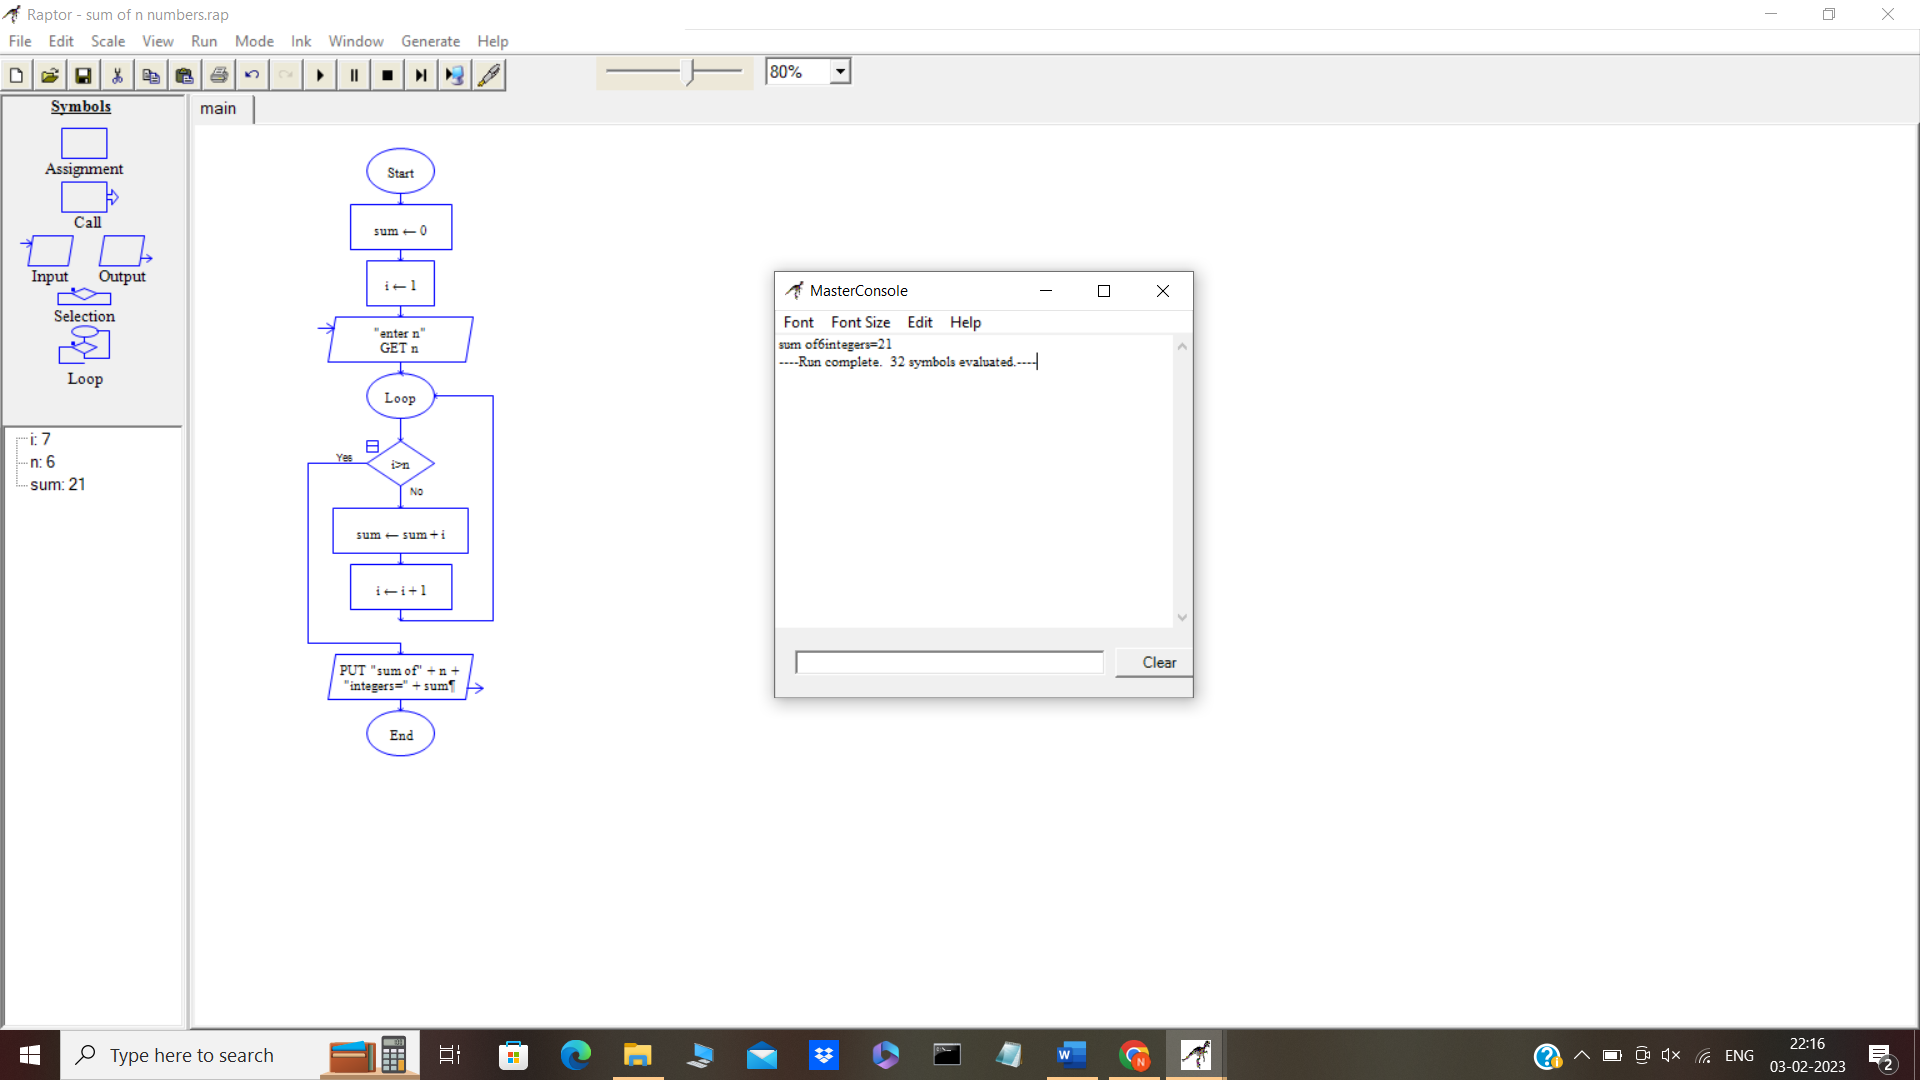 Raptor - sum of n numbers.rap
File Edit Scale View Run Mode Ink Window Generate Help
80%
Symbols
Assignment
Call
Input Output
Selection
Loop
i: 7
n: 6
sum: 21
main
Start
sum ← 0
i ← 1
"enter n"
GET n
Loop
Yes
i>n
No
sum ← sum + i
i ← i + 1
PUT "sum of" + n +
"integers=" + sum¶
End
MasterConsole
Font Font Size Edit Help
sum of6integers=21
----Run complete. 32 symbols evaluated.----
Clear
Type here to search
W
N
ENG
22:16
03-02-2023
2